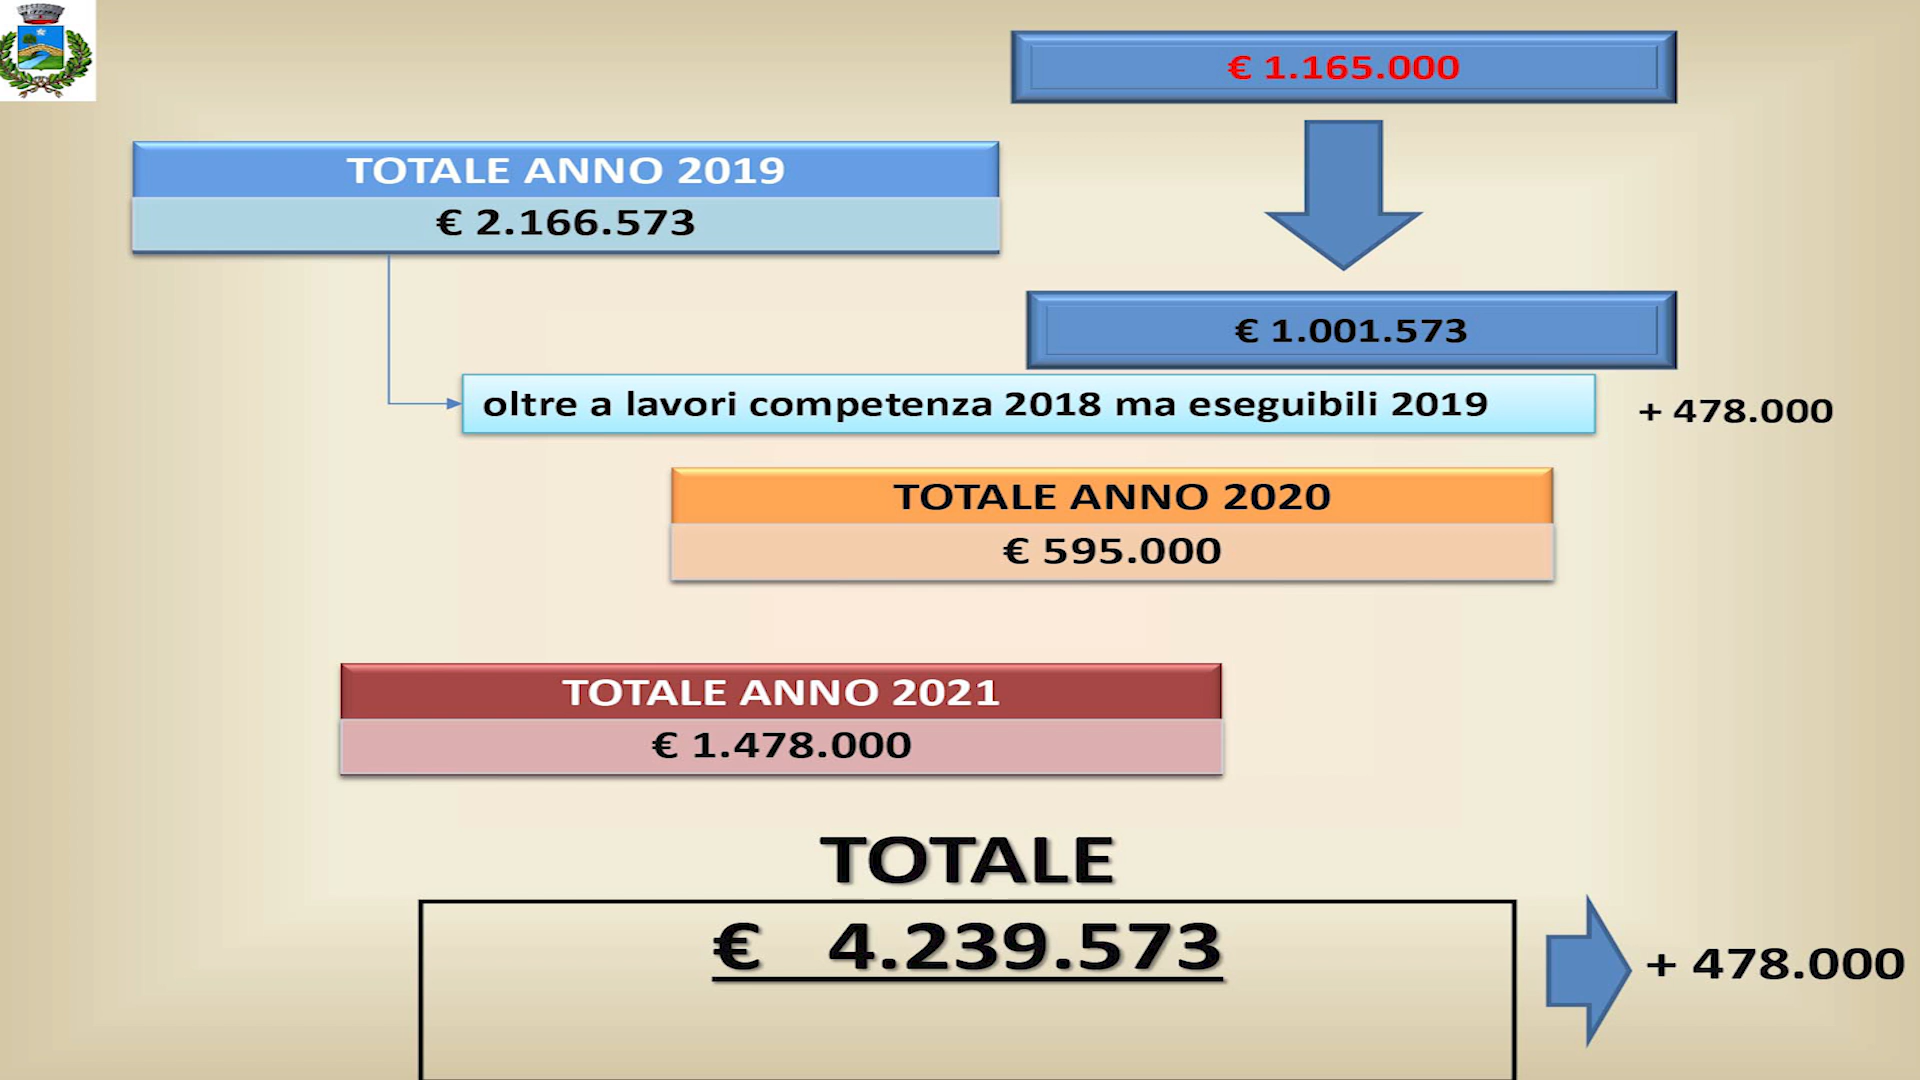 € 1.165.000
TOTALE ANNO 2019
€ 2.166.573
€ 1.001.573
oltre a lavori competenza 2018 ma eseguibili 2019
+ 478.000
TOTALE ANNO 2020
€ 595.000
TOTALE ANNO 2021
€ 1.478.000
TOTALE
€ 4.239.573
+ 478.000